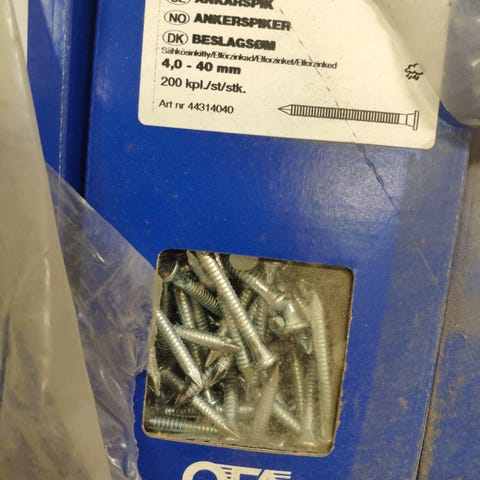 ANKARSPIK
NO ANKERSPIKER
DK BESLAGSØM
Sähkösinkitty/Elförzinkad/Elforzinket/Elforzinked
4,0 - 40 mm
200 kpl./st/stk.
Art nr 44314040